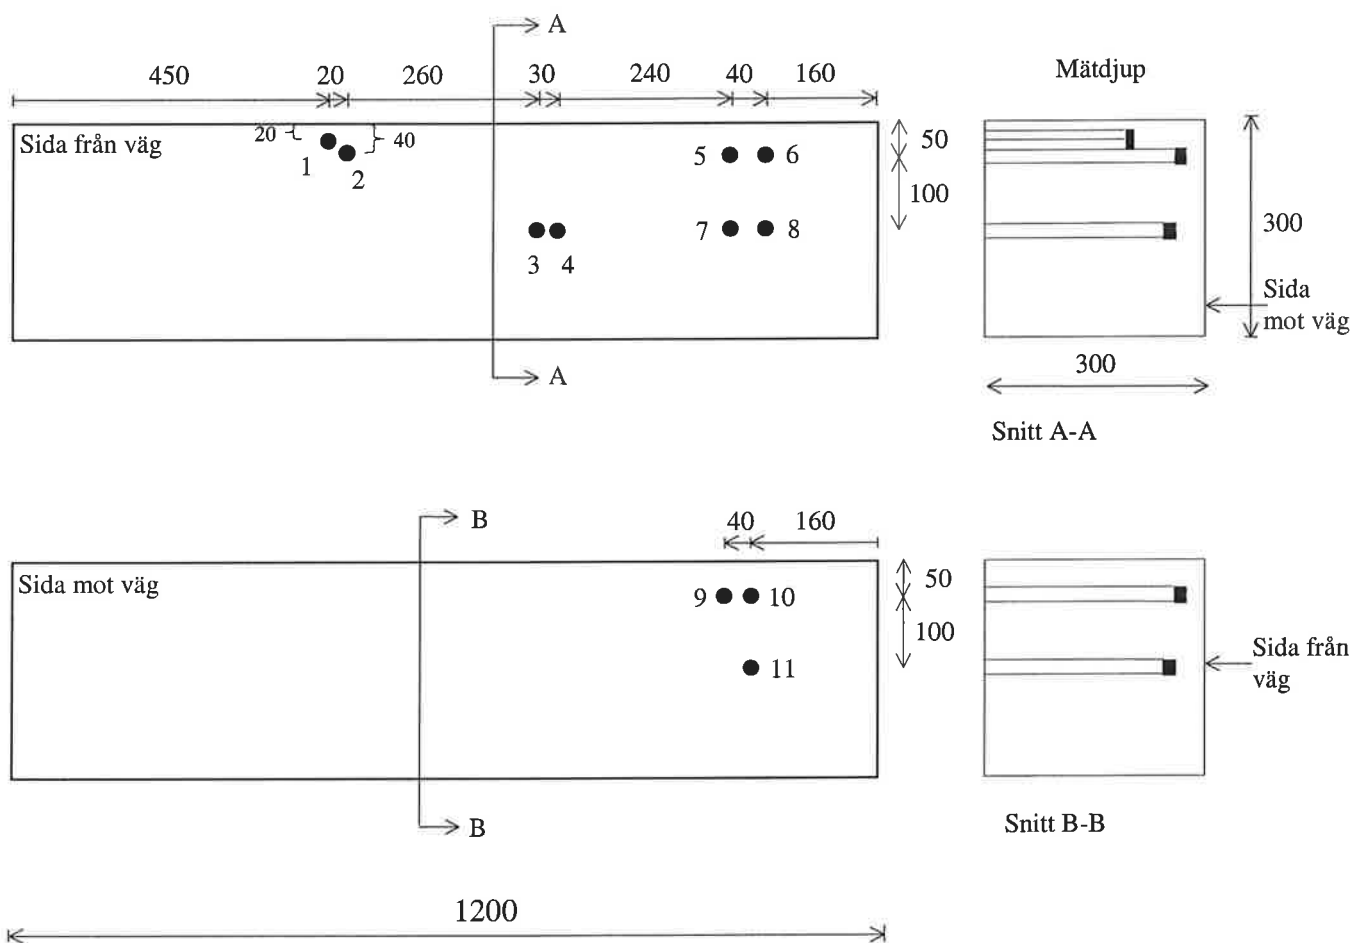 A
450 20 260 30 240 40 160 Mätdjup
Sida från väg 20 40 50
1 2 5 6
100
3 4 7 8
300
Sida
mot väg
A
300
Snitt A-A
B 40 160
Sida mot väg 50
9 10
100
11
Sida från
väg
B
Snitt B-B
1200